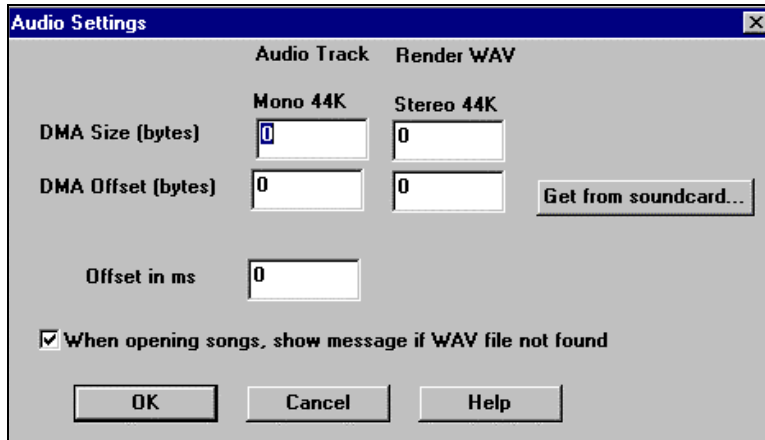 Audio Settings
Audio Track Render WAV
Mono 44K Stereo 44K
DMA Size (bytes) 0 0
DMA Offset (bytes) 0 0 Get from soundcard...
Offset in ms 0
When opening songs, show message if WAV file not found
OK Cancel Help